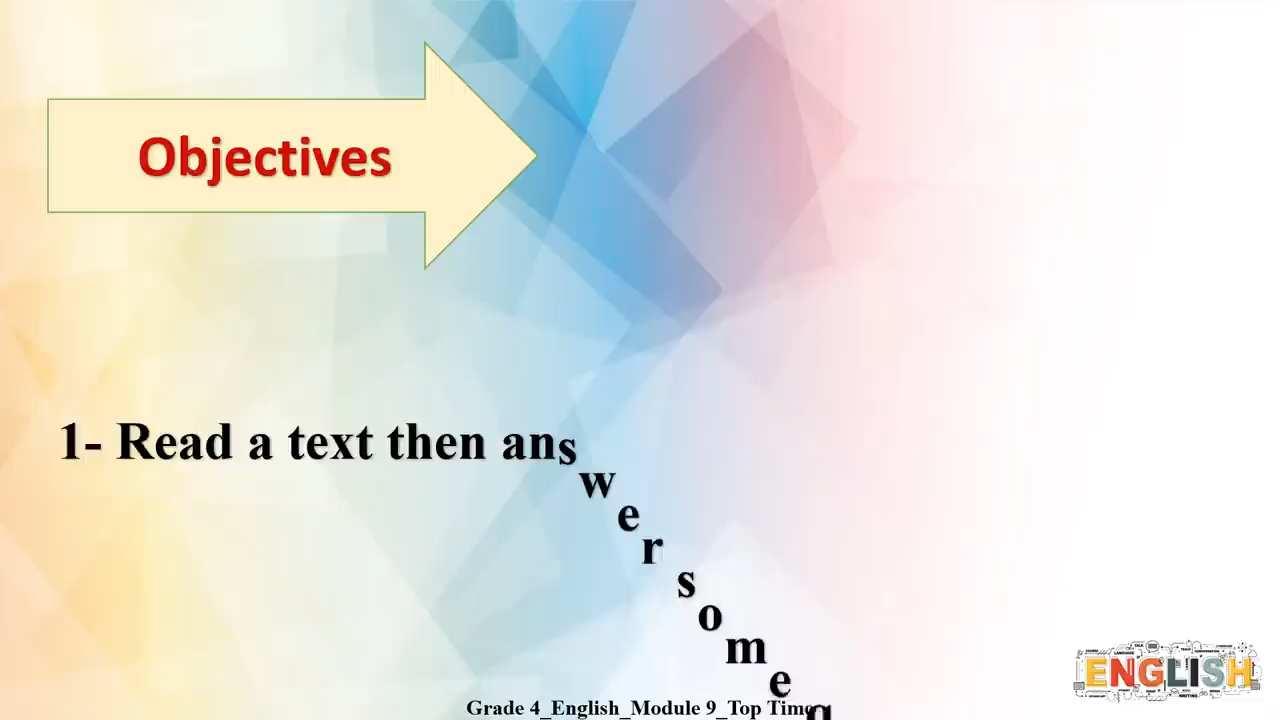 Objectives
1- Read a text then answer some q
Grade 4_English_Module 9_Top Time
ENGLISH